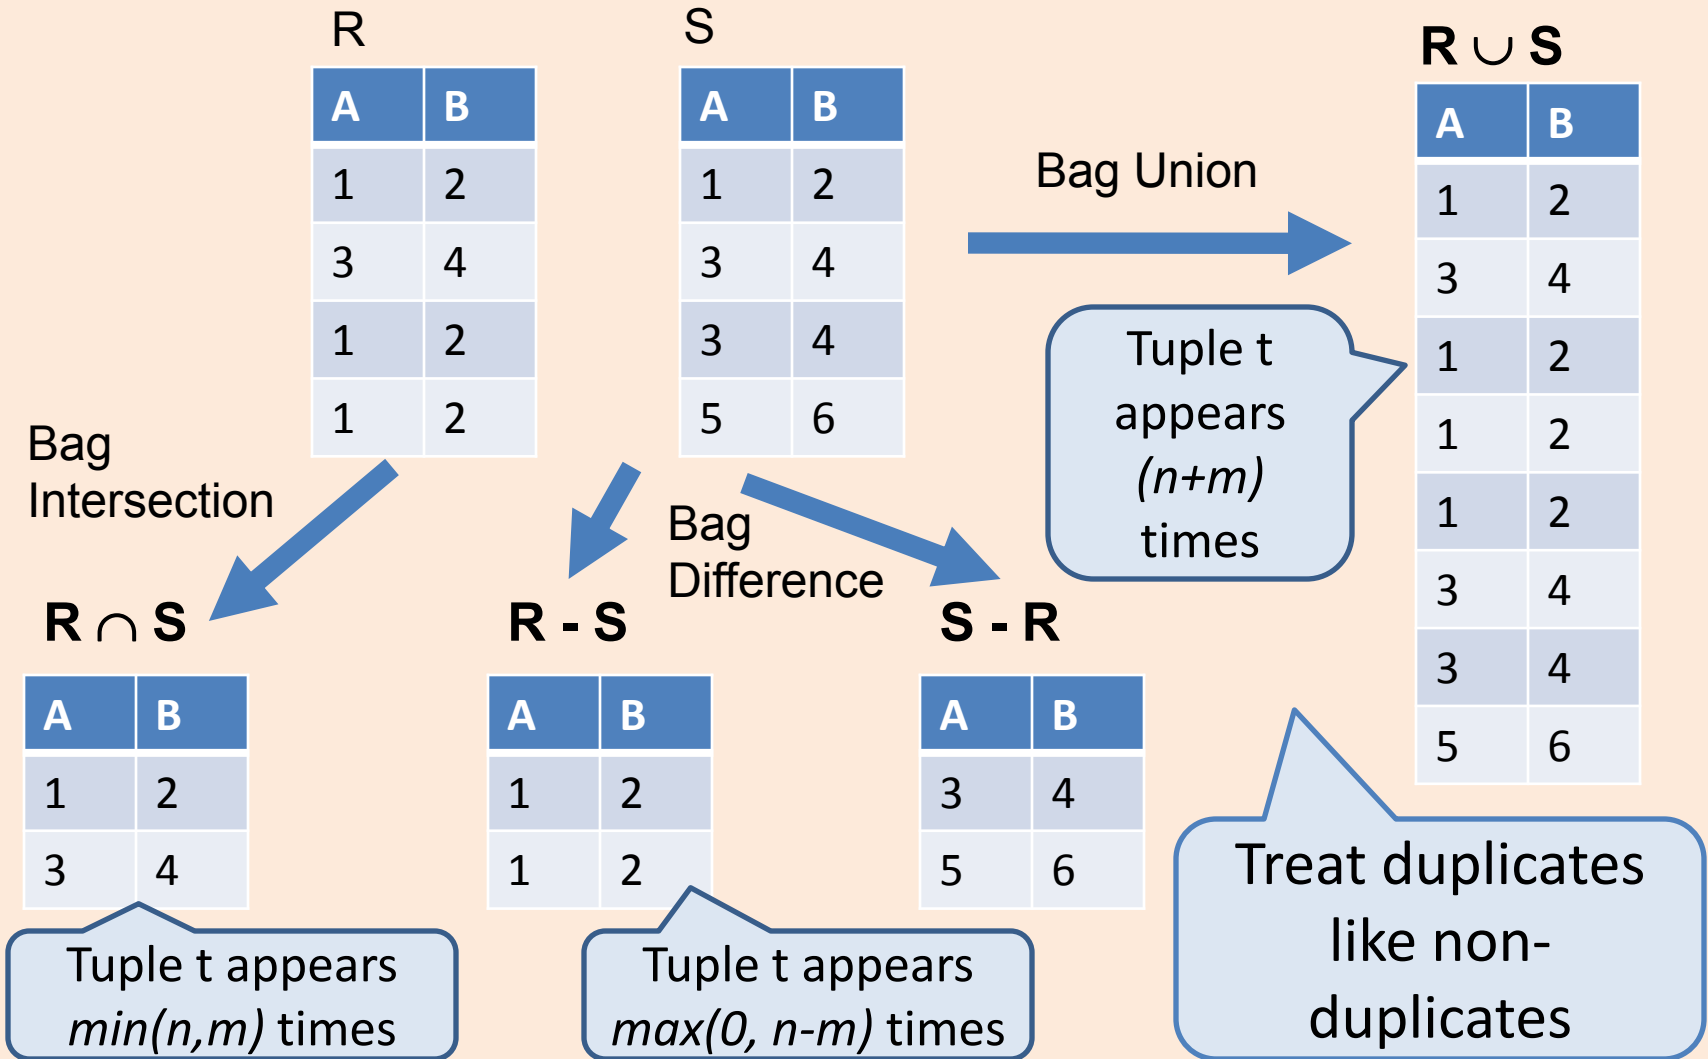 R
A B
1 2
3 4
1 2
1 2
S
A B
1 2
3 4
3 4
5 6
Bag Union
R ∪ S
A B
1 2
3 4
1 2
1 2
1 2
3 4
3 4
5 6
Tuple t
appears
(n+m)
times
Bag
Intersection
Bag
Difference
R ∩ S
A B
1 2
3 4
R - S
A B
1 2
1 2
S - R
A B
3 4
5 6
Tuple t appears
min(n,m) times
Tuple t appears
max(0, n-m) times
Treat duplicates
like non-
duplicates